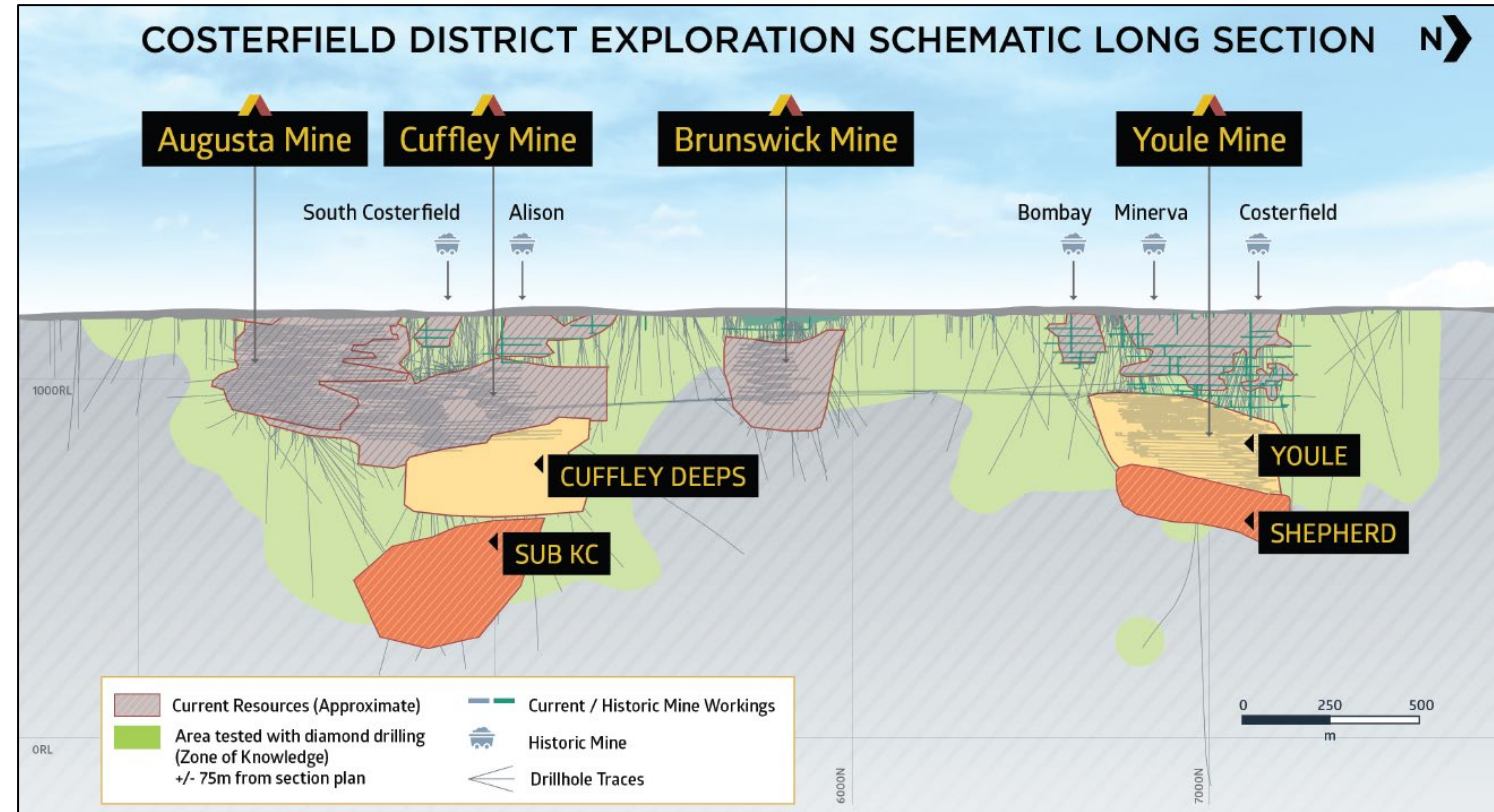 COSTERFIELD DISTRICT EXPLORATION SCHEMATIC LONG SECTION N
Augusta Mine
Cuffley Mine
Brunswick Mine
Youle Mine
South Costerfield
Alison
Bombay
Minerva
Costerfield
1000RL
YOULE
CUFFLEY DEEPS
SHEPHERD
SUB KC
Current Resources (Approximate)
Area tested with diamond drilling
(Zone of Knowledge)
+/- 75m from section plan
Current / Historic Mine Workings
Historic Mine
Drillhole Traces
0 250 500
m
0RL
6000N
7000N